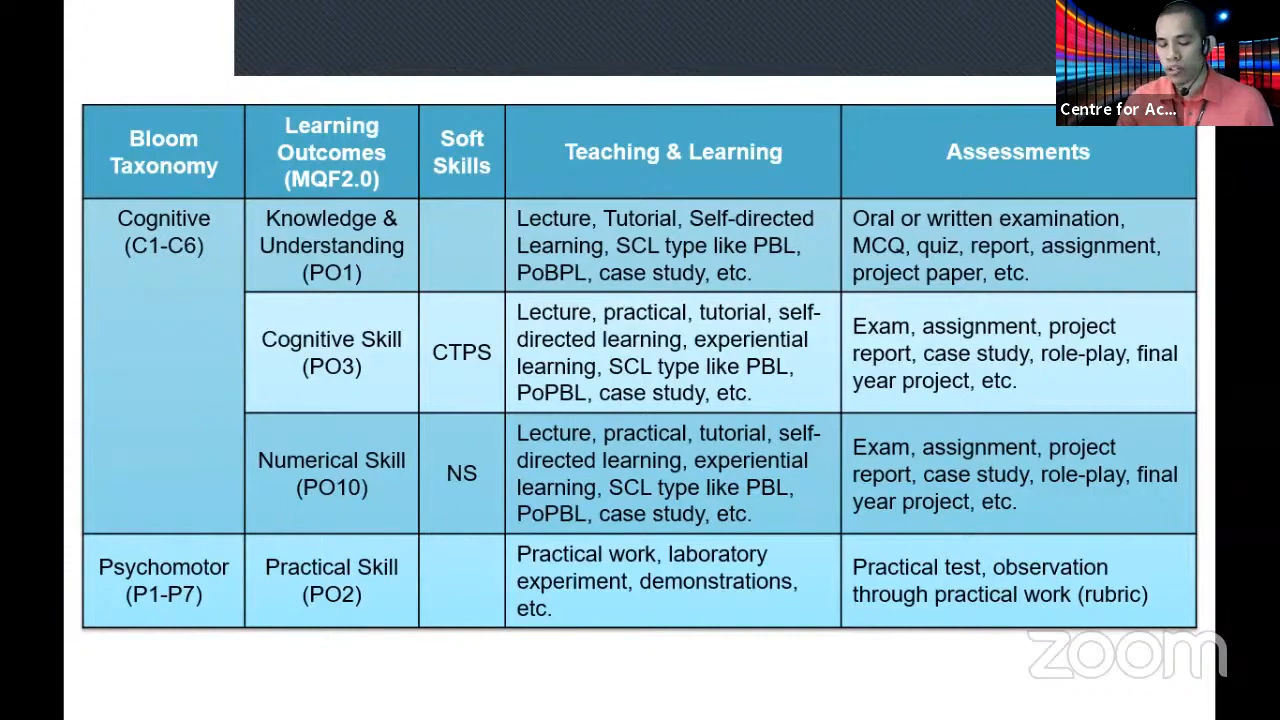 Centre for Ac...
Bloom
Taxonomy
Learning
Outcomes
(MQF2.0)
Soft
Skills
Teaching & Learning
Assessments
Cognitive
(C1-C6)
Knowledge &
Understanding
(PO1)
Lecture, Tutorial, Self-directed
Learning, SCL type like PBL,
PoBPL, case study, etc.
Oral or written examination,
MCQ, quiz, report, assignment,
project paper, etc.
Cognitive Skill
(PO3)
CTPS
Lecture, practical, tutorial, self-
directed learning, experiential
learning, SCL type like PBL,
PoPBL, case study, etc.
Exam, assignment, project
report, case study, role-play, final
year project, etc.
Numerical Skill
(PO10)
NS
Lecture, practical, tutorial, self-
directed learning, experiential
learning, SCL type like PBL,
PoPBL, case study, etc.
Exam, assignment, project
report, case study, role-play, final
year project, etc.
Psychomotor
(P1-P7)
Practical Skill
(PO2)
Practical work, laboratory
experiment, demonstrations,
etc.
Practical test, observation
through practical work (rubric)
zoom